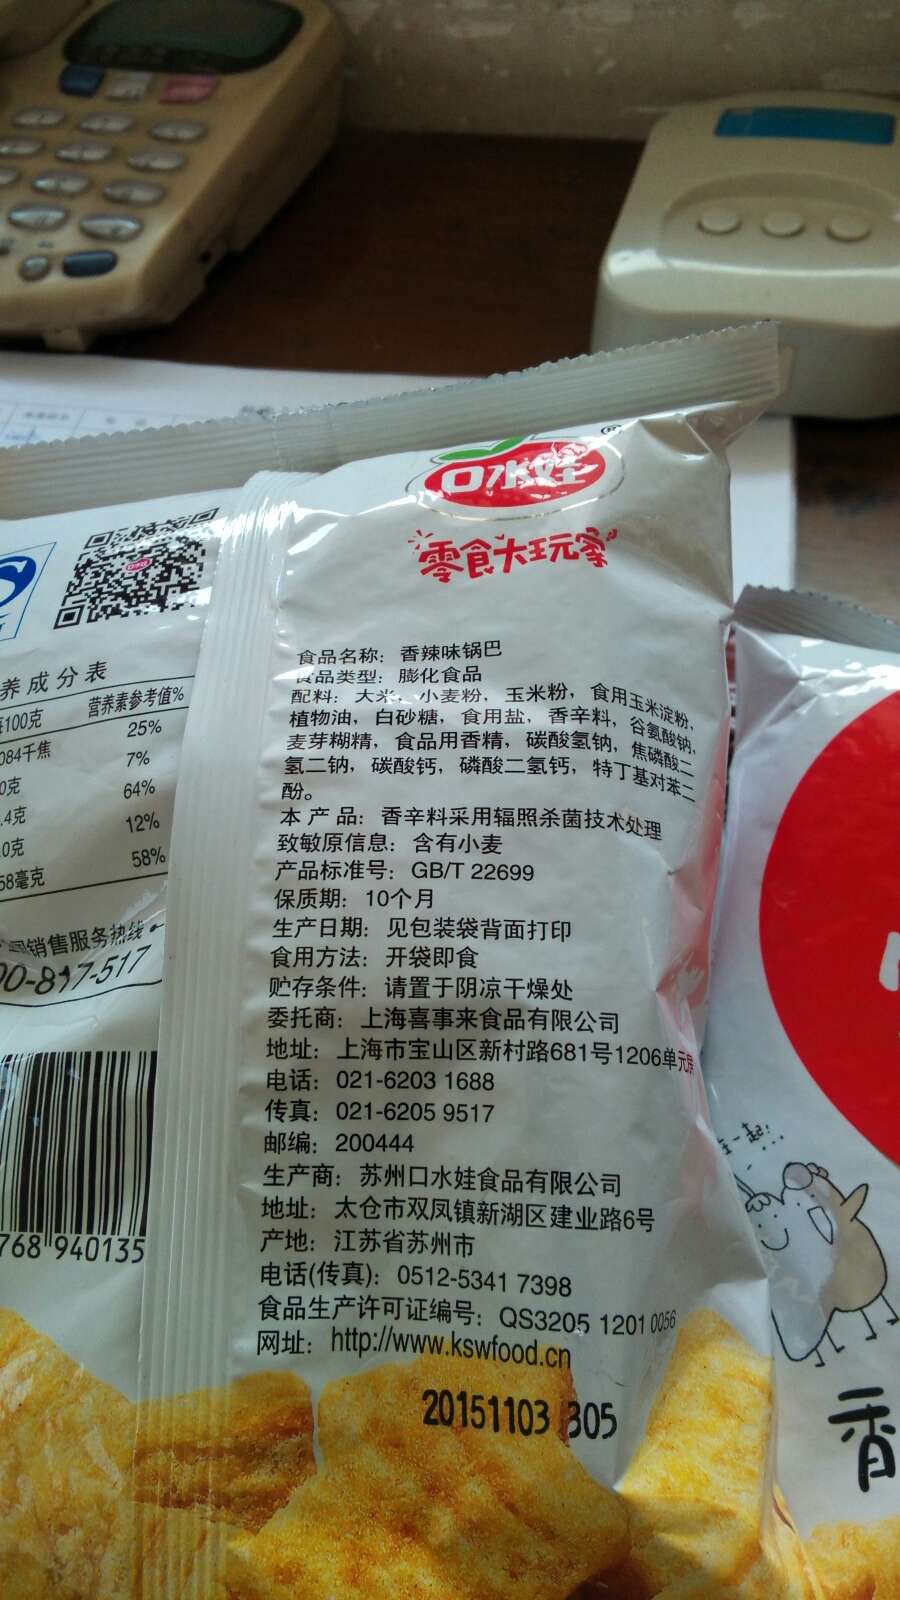 口水娃
零食大玩家
食品名称：香辣味锅巴
食品类型：膨化食品
配料：大米，小麦粉，玉米粉，食用玉米淀粉，
植物油，白砂糖，食用盐，香辛料，谷氨酸钠，
麦芽糊精，食品用香精，碳酸氢钠，焦磷酸二
氢二钠，碳酸钙，磷酸二氢钙，特丁基对苯二
酚。
本产品：香辛料采用辐照杀菌技术处理
致敏原信息：含有小麦
产品标准号：GB/T 22699
保质期：10个月
生产日期：见包装袋背面打印
食用方法：开袋即食
贮存条件：请置于阴凉干燥处
委托商：上海喜事来食品有限公司
地址：上海市宝山区新村路681号1206单元房
电话：021-6203 1688
传真：021-6205 9517
邮编：200444
生产商：苏州口水娃食品有限公司
地址：太仓市双凤镇新湖区建业路6号
产地：江苏省苏州市
电话(传真)：0512-5341 7398
食品生产许可证编号：QS3205 1201 0056
网址：http://www.kswfood.cn
20151103 305
养成分表
每100克 营养素参考值%
084千焦 25%
0克 7%
.4克 64%
.0克 12%
58毫克 58%
销售服务热线
00-817-517
768 940135
一起
香